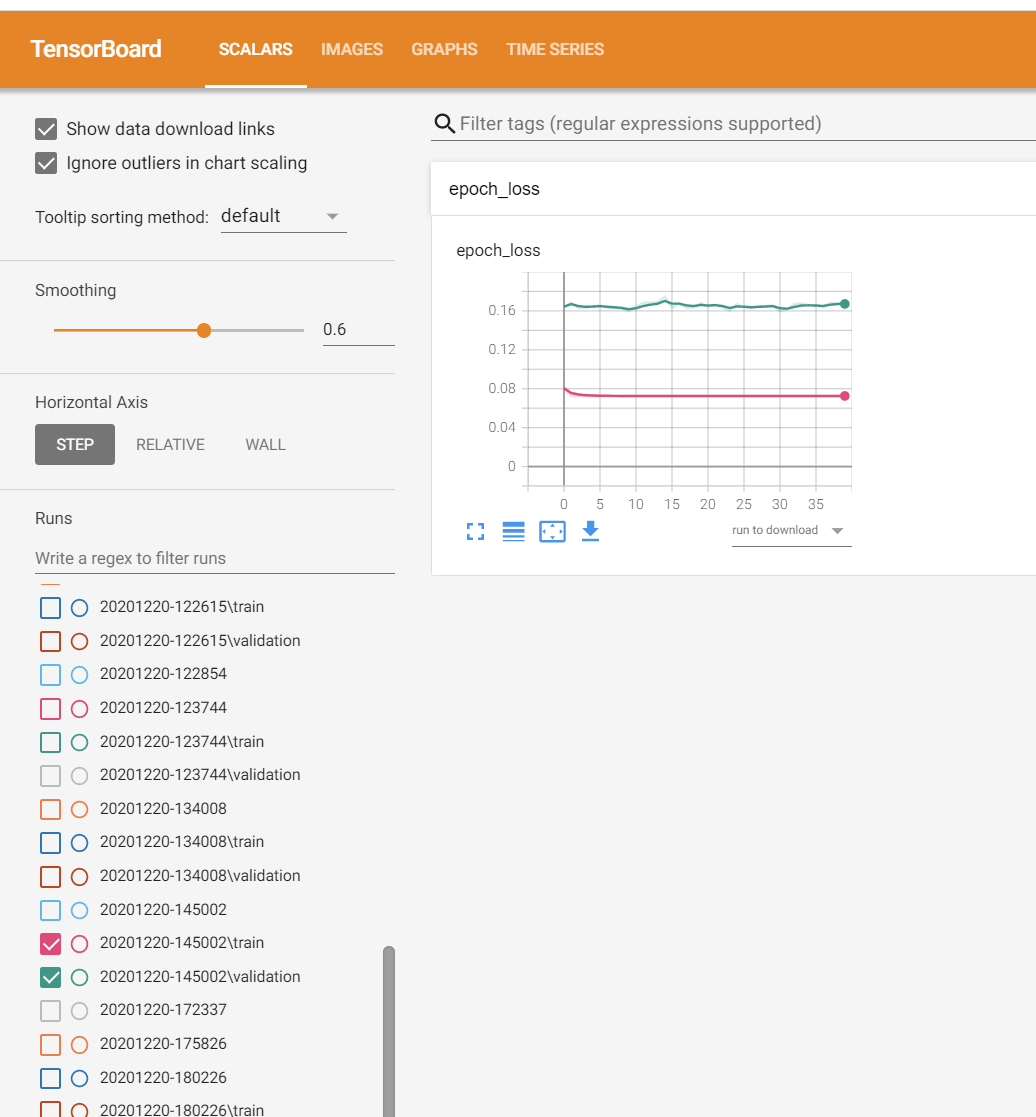 TensorBoard SCALARS IMAGES GRAPHS TIME SERIES
Show data download links
Ignore outliers in chart scaling
Tooltip sorting method: default
Smoothing
0.6
Horizontal Axis
STEP RELATIVE WALL
Runs
Write a regex to filter runs
20201220-122615\train
20201220-122615\validation
20201220-122854
20201220-123744
20201220-123744\train
20201220-123744\validation
20201220-134008
20201220-134008\train
20201220-134008\validation
20201220-145002
20201220-145002\train
20201220-145002\validation
20201220-172337
20201220-175826
20201220-180226
20201220-180226\train
Filter tags (regular expressions supported)
epoch_loss
epoch_loss
0.16
0.12
0.08
0.04
0
0 5 10 15 20 25 30 35
run to download